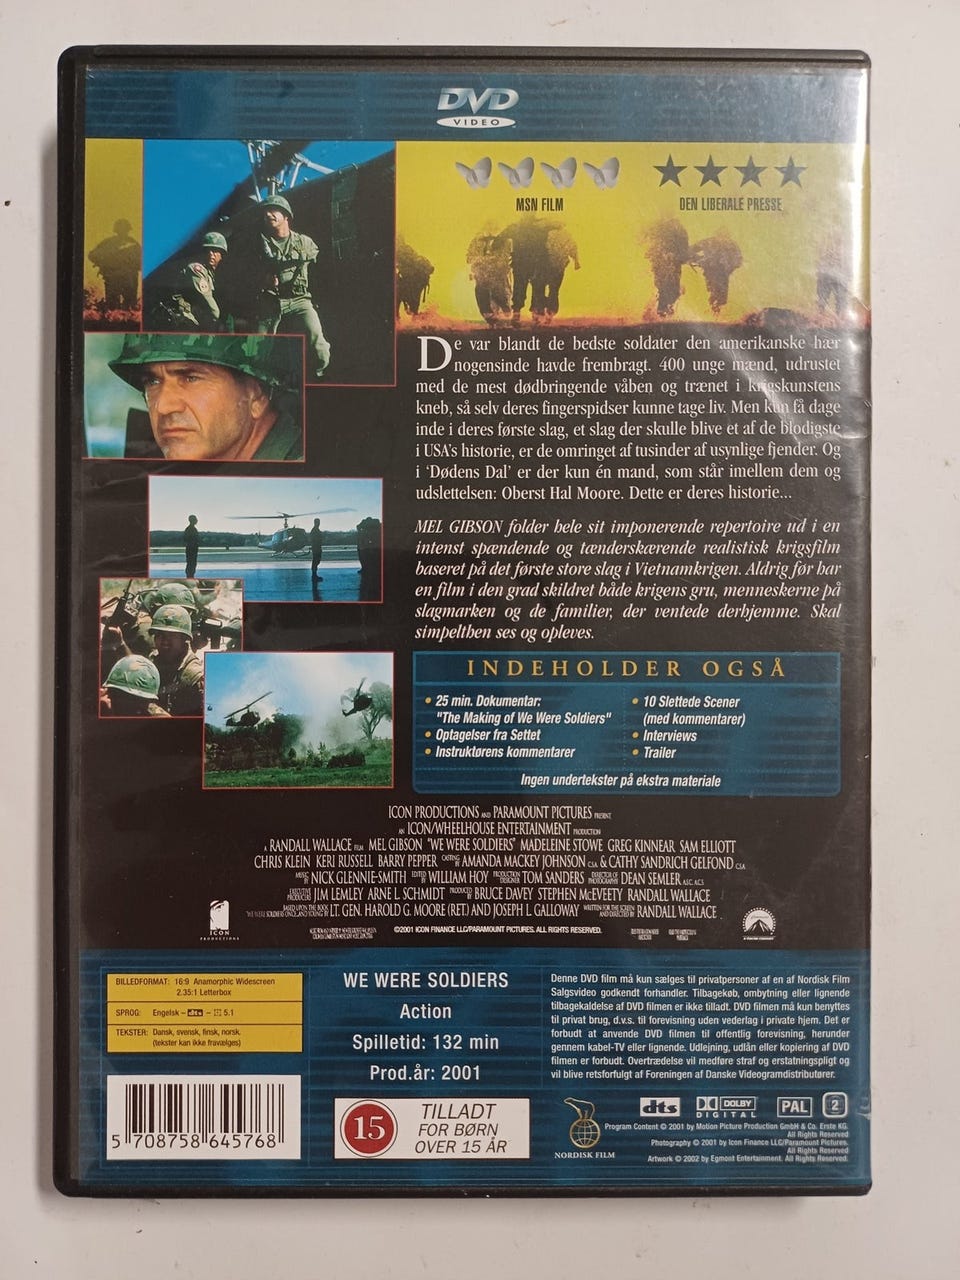 DVD
VIDEO
MSN FILM
DEN LIBERALE PRESSE
De var blandt de bedste soldater den amerikanske hær
nogensinde havde frembragt. 400 unge mænd, udrustet
med de mest dødbringende våben og trænet i krigskunstens
kneb, så selv deres fingerspidser kunne tage liv. Men kun få dage
inde i deres første slag, et slag der skulle blive et af de blodigste
i USA's historie, er de omringet af tusinder af usynlige fjender. Og
i 'Dødens Dal' er der kun én mand, som står imellem dem og
udslettelsen: Oberst Hal Moore. Dette er deres historie...
MEL GIBSON folder hele sit imponerende repertoire ud i en
intenst spændende og tænderskærende realistisk krigsfilm
baseret på det første store slag i Vietnamkrigen. Aldrig før har
en film i den grad skildret både krigens gru, menneskerne på
slagmarken og de familier, der ventede derhjemme. Skal
simpelthen ses og opleves.
INDEHOLDER OGSÅ
• 25 min. Dokumentar:
"The Making of We Were Soldiers"
• Optagelser fra Settet
• Instruktørens kommentarer
• 10 Slettede Scener
(med kommentarer)
• Interviews
• Trailer
Ingen undertekster på ekstra materiale
ICON PRODUCTIONS AND PARAMOUNT PICTURES PRESENT
AN ICON/WHEELHOUSE ENTERTAINMENT PRODUCTION
A RANDALL WALLACE FILM MEL GIBSON "WE WERE SOLDIERS" MADELEINE STOWE GREG KINNEAR SAM ELLIOTT
CHRIS KLEIN KERI RUSSELL BARRY PEPPER CASTING BY AMANDA MACKEY JOHNSON C.S.A. & CATHY SANDRICH GELFOND C.S.A.
MUSIC BY NICK GLENNIE-SMITH EDITED BY WILLIAM HOY PRODUCTION DESIGNER TOM SANDERS DIRECTOR OF PHOTOGRAPHY DEAN SEMLER A.S.C. A.C.S.
EXECUTIVE PRODUCERS JIM LEMLEY ARNE L. SCHMIDT PRODUCED BY BRUCE DAVEY STEPHEN McEVEETY RANDALL WALLACE
BASED UPON THE BOOK "WE WERE SOLDIERS ONCE...AND YOUNG" BY LT. GEN. HAROLD G. MOORE (RET.) AND JOSEPH L. GALLOWAY WRITTEN FOR THE SCREEN AND DIRECTED BY RANDALL WALLACE
ICON
PRODUCTIONS
©2001 ICON FINANCE LLC/PARAMOUNT PICTURES. ALL RIGHTS RESERVED.
BILLEDFORMAT: 16:9 Anamorphic Widescreen
2.35:1 Letterbox
SPROG: Engelsk – dts – 5.1
TEKSTER: Dansk, svensk, finsk, norsk.
(tekster kan ikke fravælges)
WE WERE SOLDIERS
Action
Spilletid: 132 min
Prod.år: 2001
Denne DVD film må kun sælges til privatpersoner af en af Nordisk Film
Salgsvideo godkendt forhandler. Tilbagekøb, ombytning eller lignende
tilbagekaldelse af DVD filmen er ikke tilladt. DVD filmen må kun benyttes
til privat brug, d.v.s. til forevisning uden vederlag i private hjem. Det er
forbudt at anvende DVD filmen til offentlig forevisning, herunder
gennem kabel-TV eller lignende. Udlejning, udlån eller kopiering af DVD
filmen er forbudt. Overtrædelse vil medføre straf og erstatningspligt og
vil blive retsforfulgt af Foreningen af Danske Videogramdistributører.
5 708758 645768
15
TILLADT
FOR BØRN
OVER 15 ÅR
NORDISK FILM
dts
DOLBY
DIGITAL
PAL
2
Program Content © 2001 by Motion Picture Production GmbH & Co. Erste KG.
All Rights Reserved
Photography © 2001 by Icon Finance LLC/Paramount Pictures.
All Rights Reserved
Artwork © 2002 by Egmont Entertainment. All Rights Reserved.